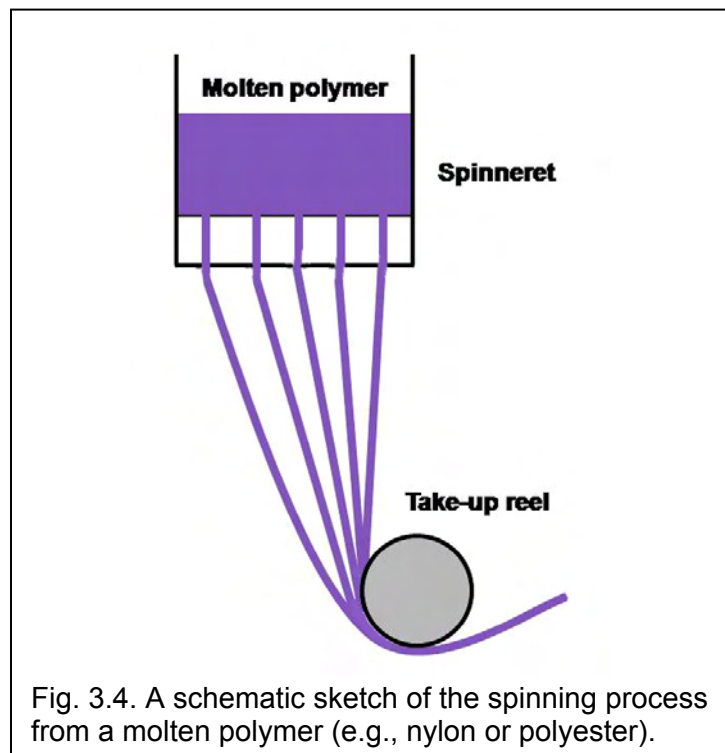 Molten polymer
Spinneret
Take-up reel
Fig. 3.4. A schematic sketch of the spinning process
from a molten polymer (e.g., nylon or polyester).